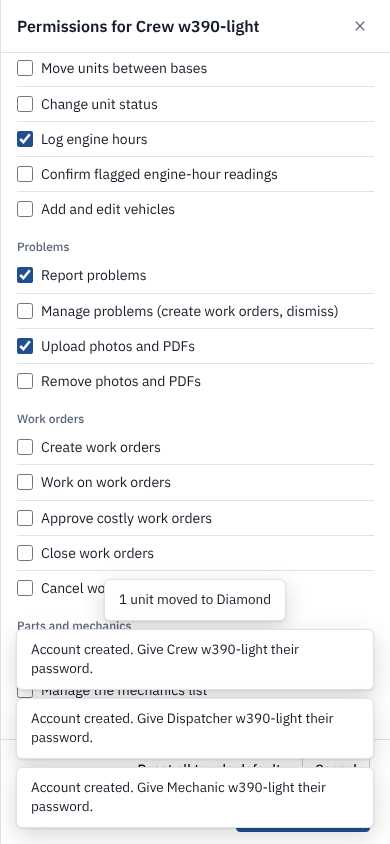 Permissions for Crew w390-light
Move units between bases
Change unit status
Log engine hours
Confirm flagged engine-hour readings
Add and edit vehicles
Problems
Report problems
Manage problems (create work orders, dismiss)
Upload photos and PDFs
Remove photos and PDFs
Work orders
Create work orders
Work on work orders
Approve costly work orders
Close work orders
Cancel wo
1 unit moved to Diamond
Parts and mechanics
Account created. Give Crew w390-light their
password.
Manage the mechanics list
Account created. Give Dispatcher w390-light their
password.
Account created. Give Mechanic w390-light their
password.